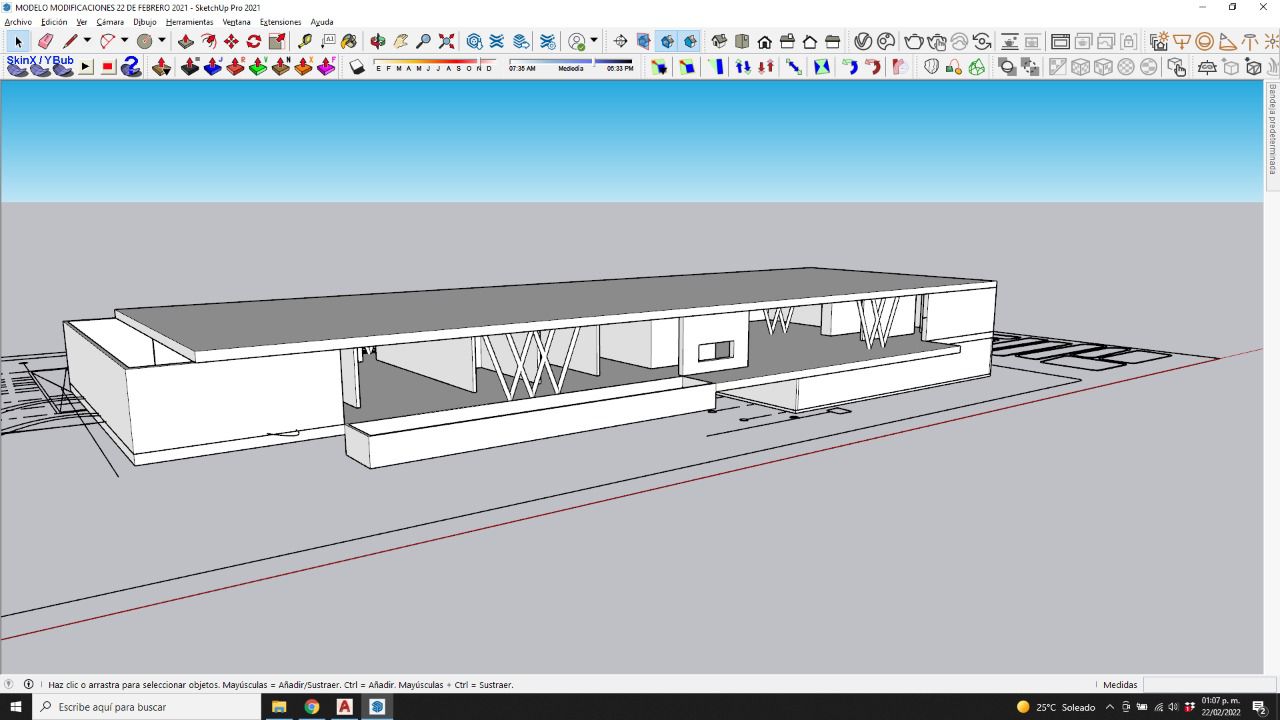 MODELO MODIFICACIONES 22 DE FEBRERO 2021 - SketchUp Pro 2021
Archivo Edición Ver Cámara Dibujo Herramientas Ventana Extensiones Ayuda
SkinX / YBub
J R V N X F
E F M A M J J A S O N D
07:35 AM Mediodía 06:33 PM
Bandeja predeterminada
Haz clic o arrastra para seleccionar objetos. Mayúsculas = Añadir/Sustraer. Ctrl = Añadir. Mayúsculas + Ctrl = Sustraer.
Medidas
Escribe aquí para buscar
25°C Soleado
01:07 p. m.
22/02/2022
2